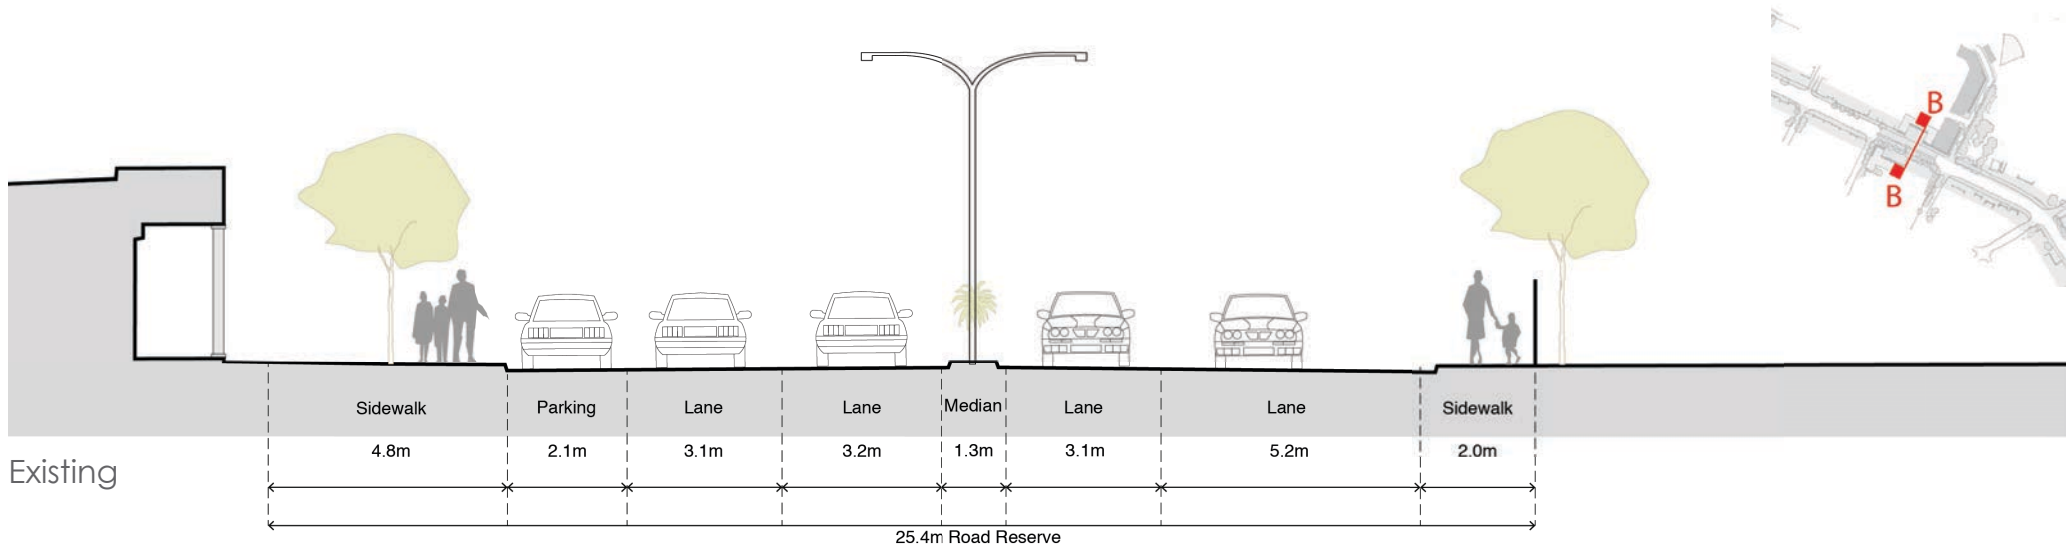 B
B
Sidewalk Parking Lane Lane Median Lane Lane Sidewalk
4.8m 2.1m 3.1m 3.2m 1.3m 3.1m 5.2m 2.0m
Existing
25.4m Road Reserve